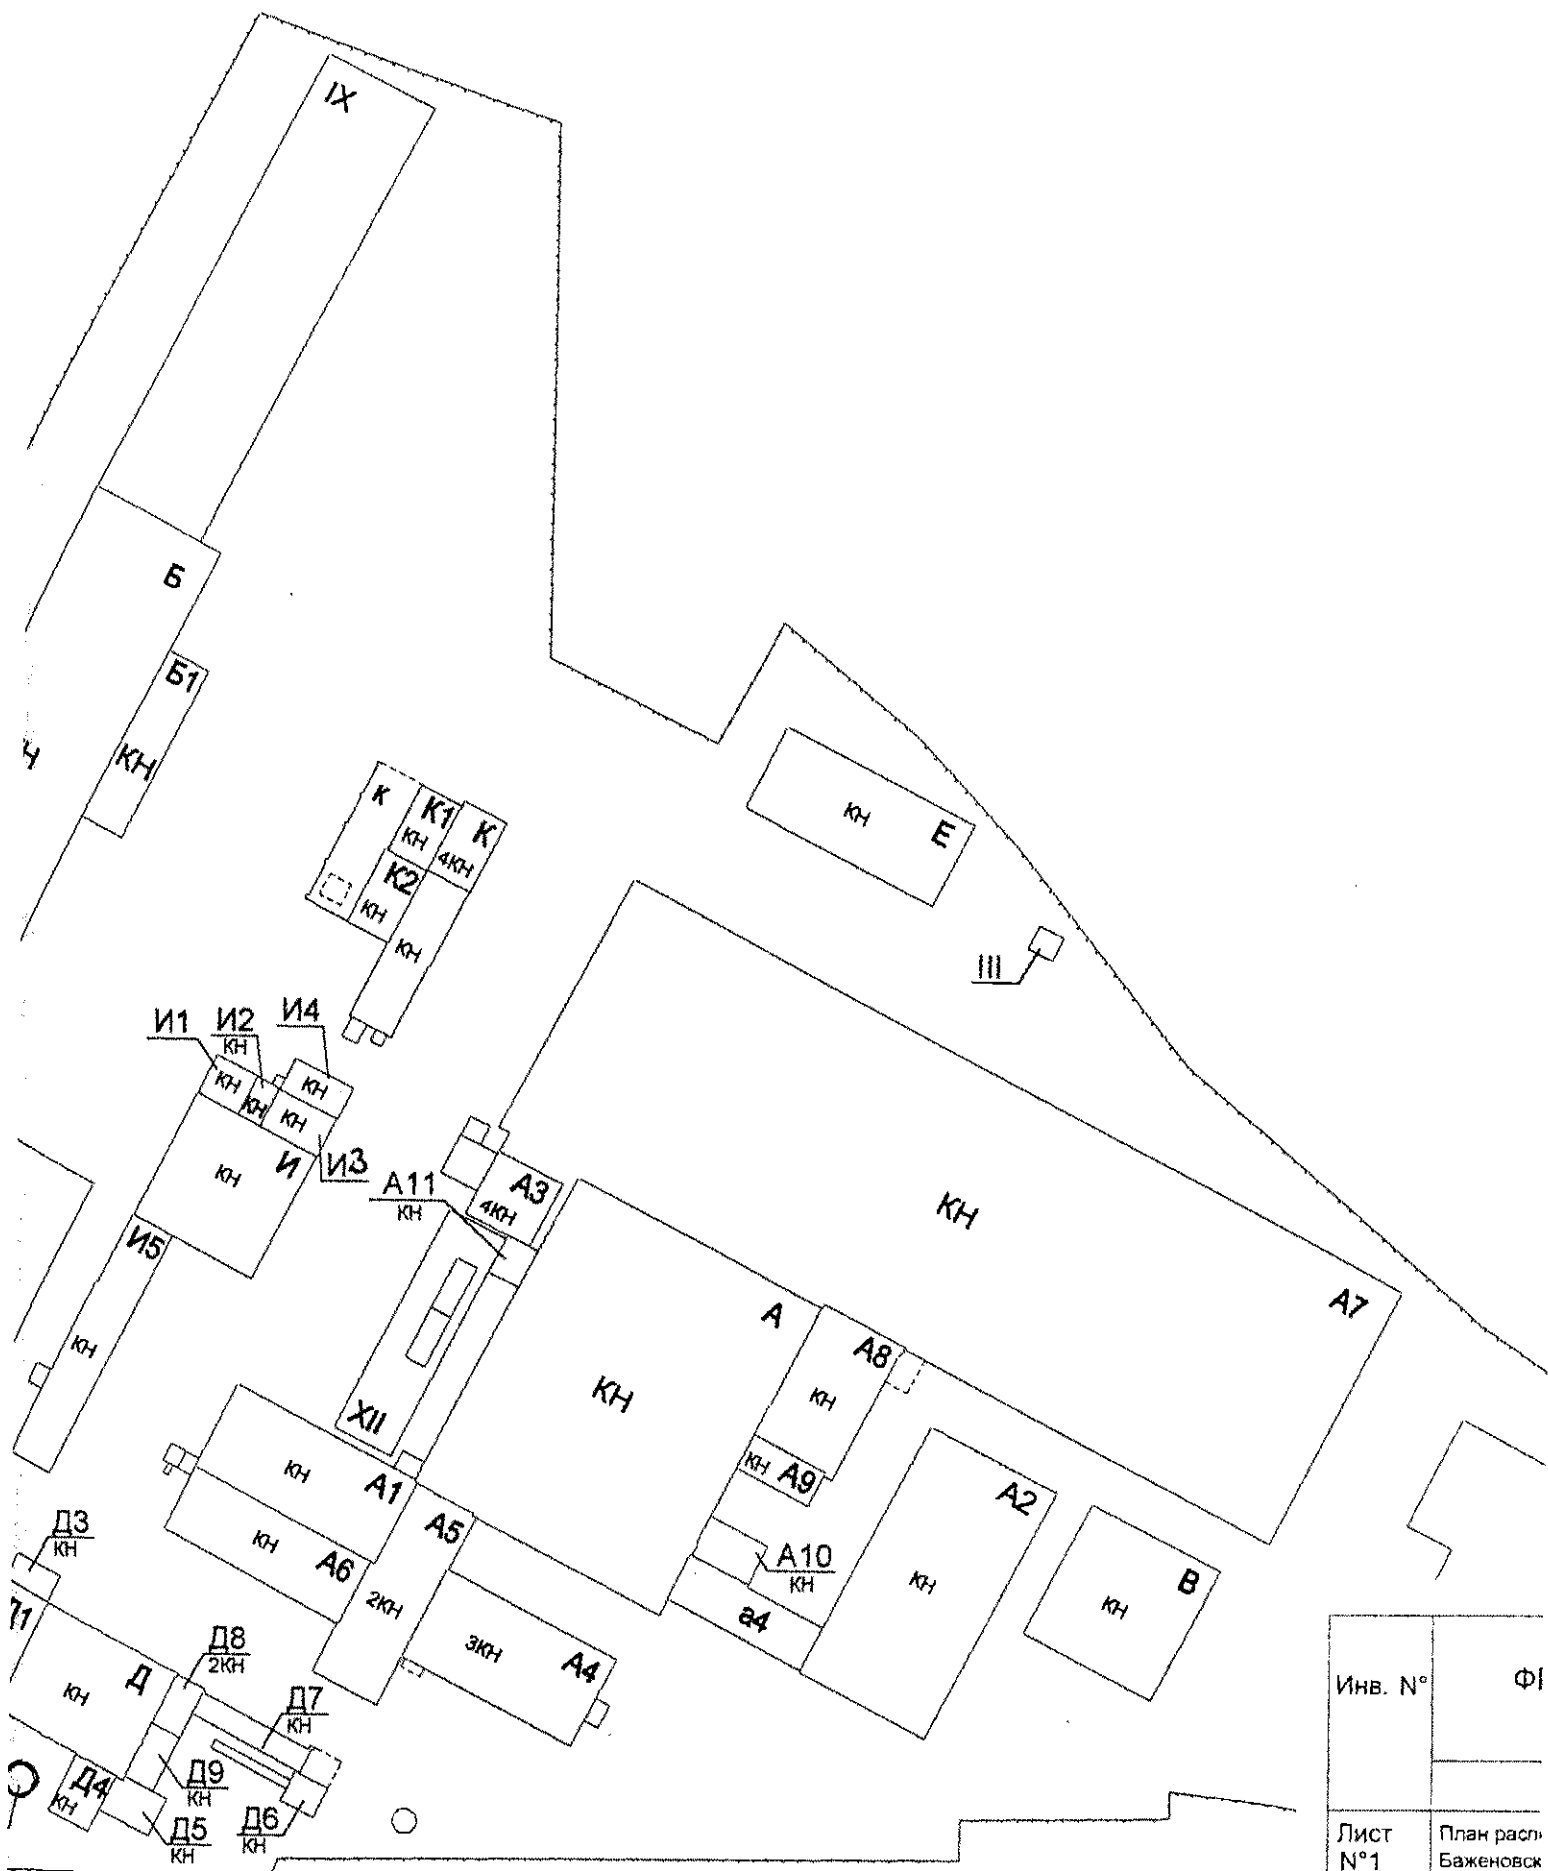 IX
Б
Б1
КН
К
К1
КН
К
4КН
К2
КН
КН
Е
КН
III
И1
И2
КН
И4
КН
КН
КН
КН
И
КН
И3
И5
КН
А11
КН
А3
4КН
КН
А7
А
КН
А8
КН
КН А9
XII
А1
КН
А6
КН
А5
2КН
А4
3КН
А10
КН
а4
А2
КН
В
КН
Д3
КН
Д
КН
Д8
2КН
Д7
КН
Д9
КН
Д4
КН
Д5
КН
Д6
КН
Инв. N°
Лист
N°1
План